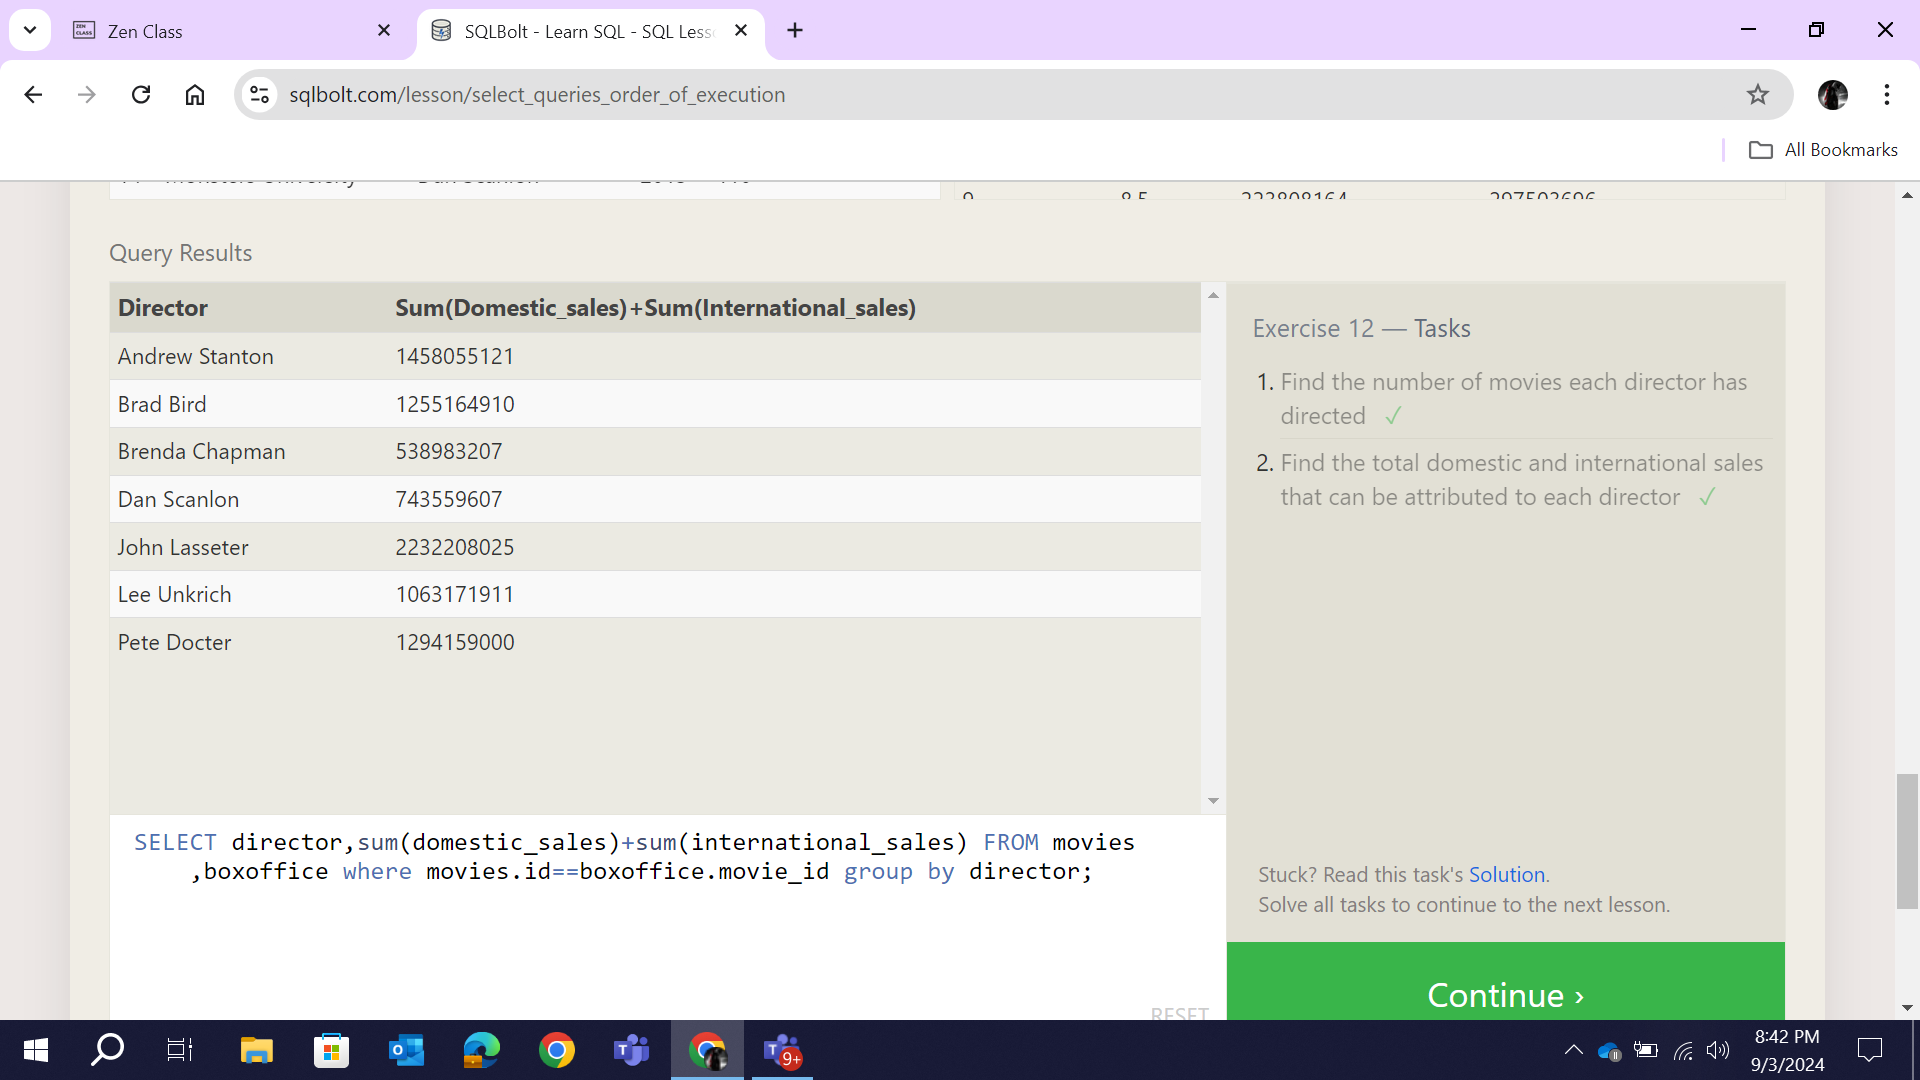 Zen Class
SQLBolt - Learn SQL - SQL Less
sqlbolt.com/lesson/select_queries_order_of_execution
All Bookmarks
9 8.5 223808164 297503696
Query Results
Director Sum(Domestic_sales)+Sum(International_sales)
Andrew Stanton 1458055121
Brad Bird 1255164910
Brenda Chapman 538983207
Dan Scanlon 743559607
John Lasseter 2232208025
Lee Unkrich 1063171911
Pete Docter 1294159000
Exercise 12 — Tasks
1. Find the number of movies each director has
directed ✓
2. Find the total domestic and international sales
that can be attributed to each director ✓
SELECT director,sum(domestic_sales)+sum(international_sales) FROM movies
,boxoffice where movies.id==boxoffice.movie_id group by director;
RESET
Stuck? Read this task's Solution.
Solve all tasks to continue to the next lesson.
Continue ›
9+
8:42 PM
9/3/2024